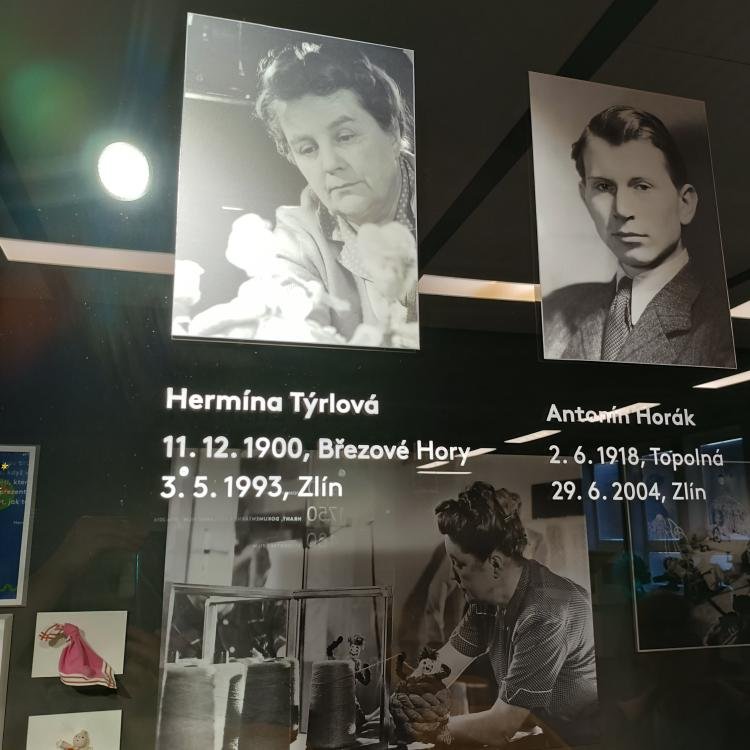 Hermína Týrlová
11. 12. 1900, Březové Hory
3. 5. 1993, Zlín
Antonín Horák
2. 6. 1918, Topolná
29. 6. 2004, Zlín